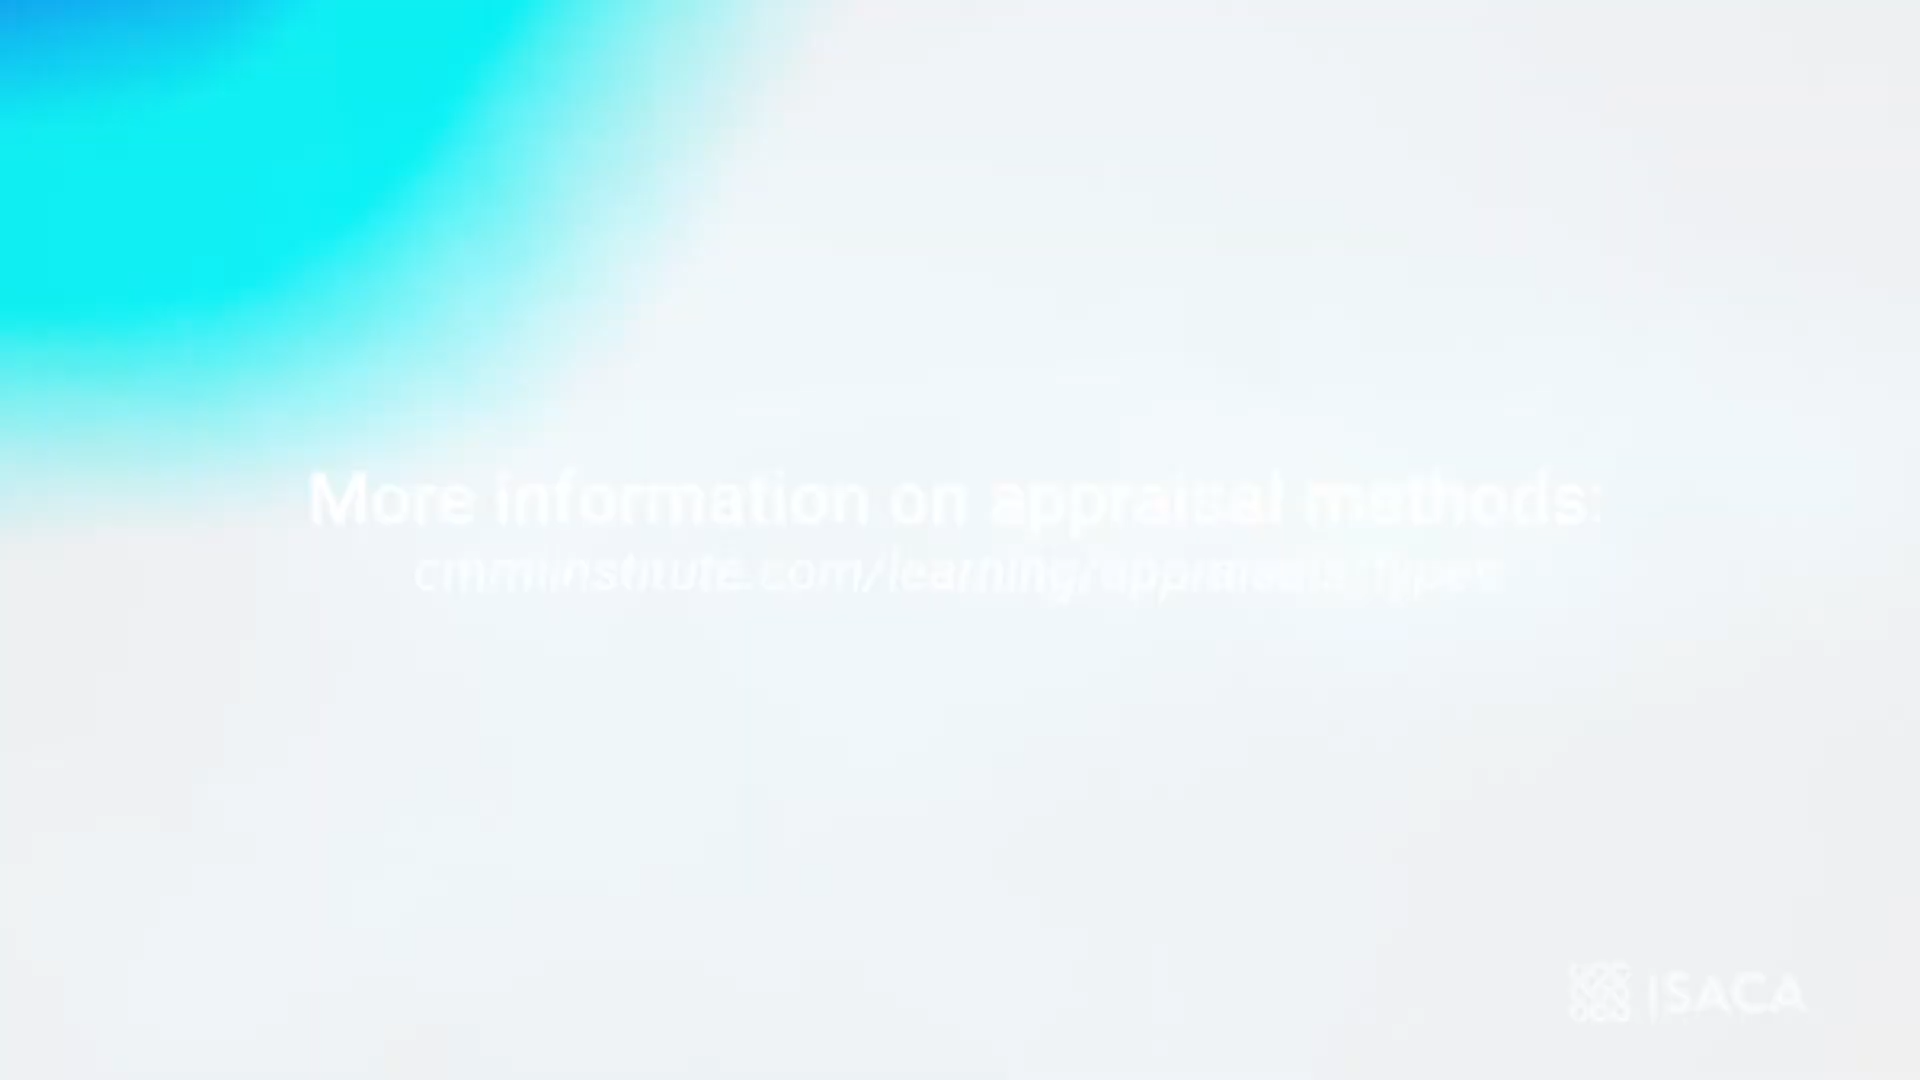 More information on appraisal methods:
cmmiinstitute.com/learning/appraisals/types
ISACA